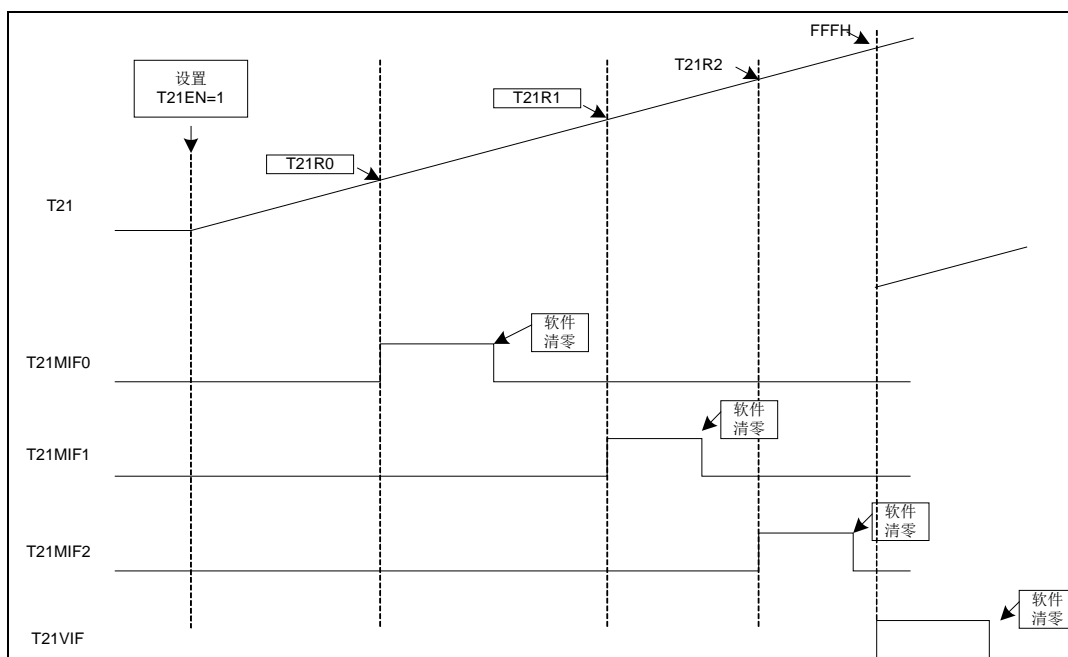 FFFH
T21R2
设置
T21EN=1
T21R1
T21R0
T21
软件
清零
T21MIF0
软件
清零
T21MIF1
软件
清零
T21MIF2
软件
清零
T21VIF